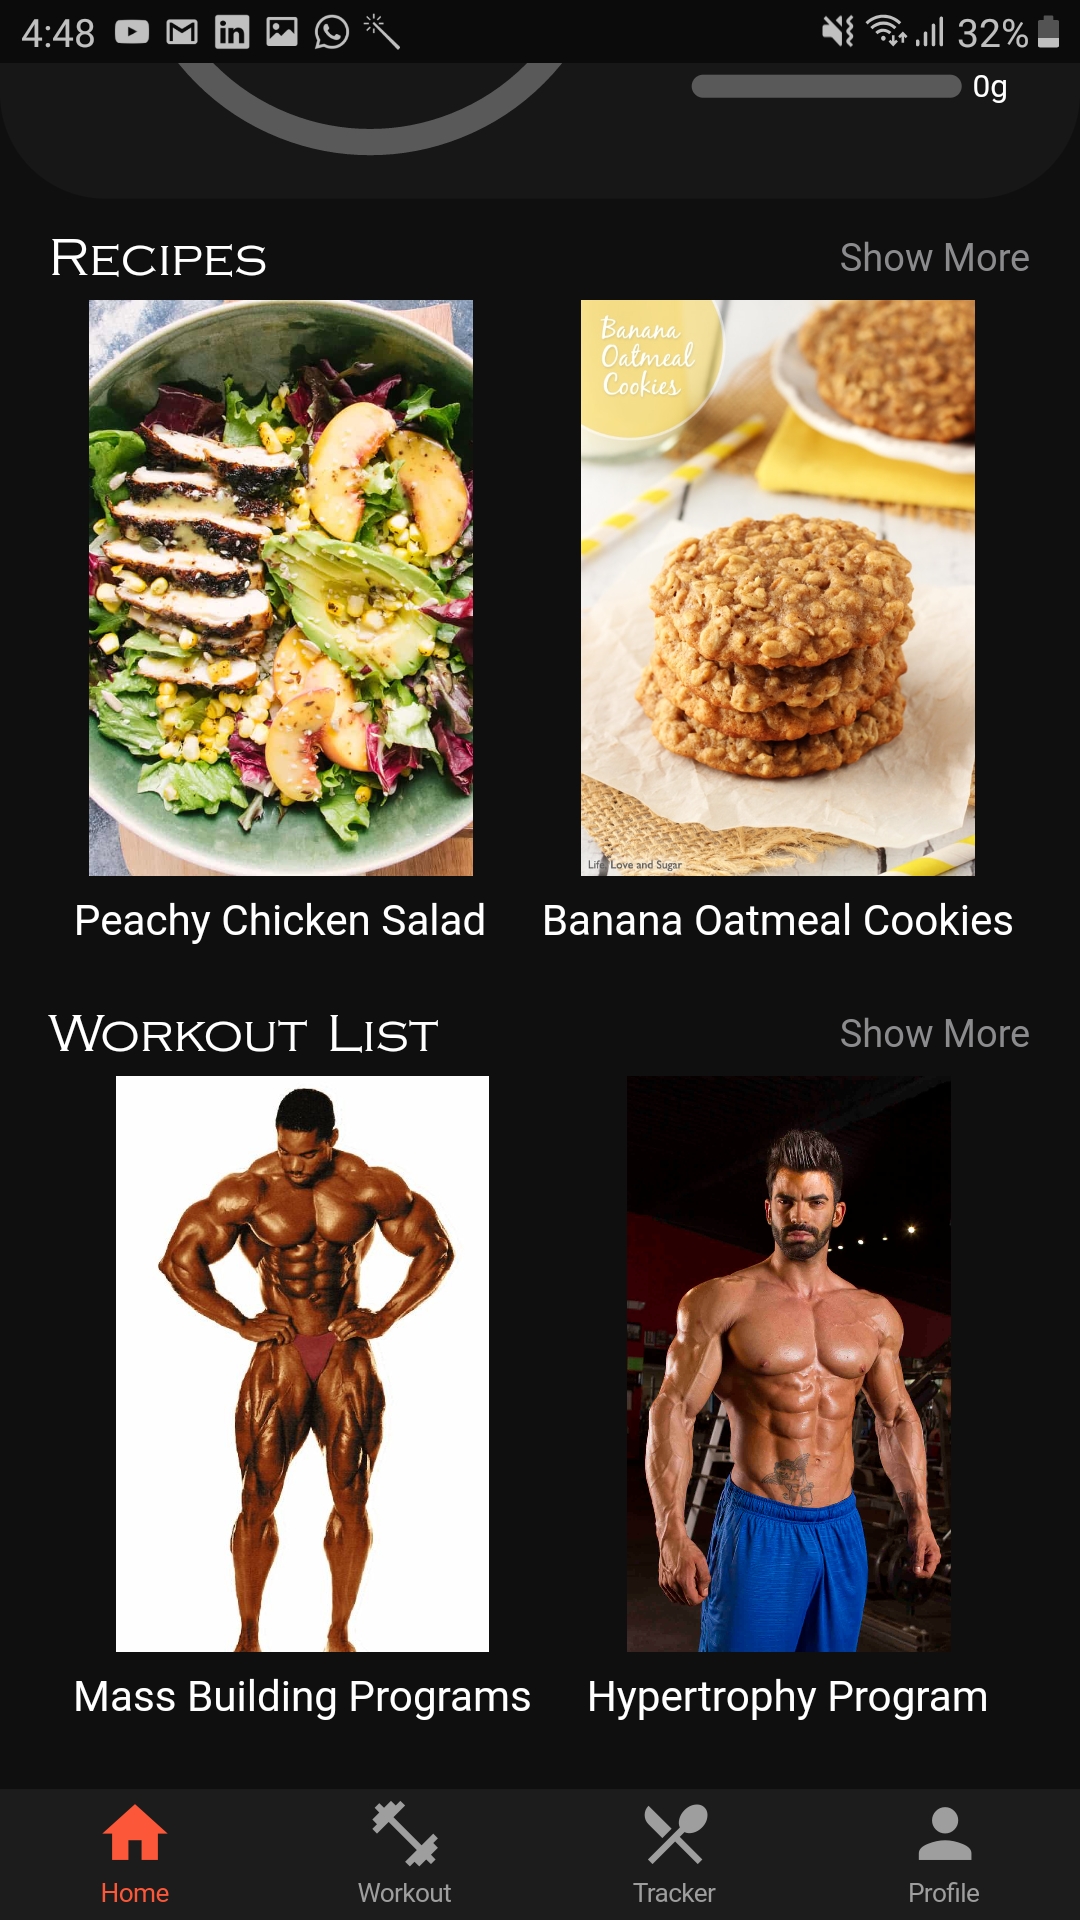 4:48
32%
0g
Recipes
Show More
Banana
Oatmeal
Cookies
Life, Love and Sugar
Peachy Chicken Salad
Banana Oatmeal Cookies
Workout List
Show More
Mass Building Programs
Hypertrophy Program
Home
Workout
Tracker
Profile